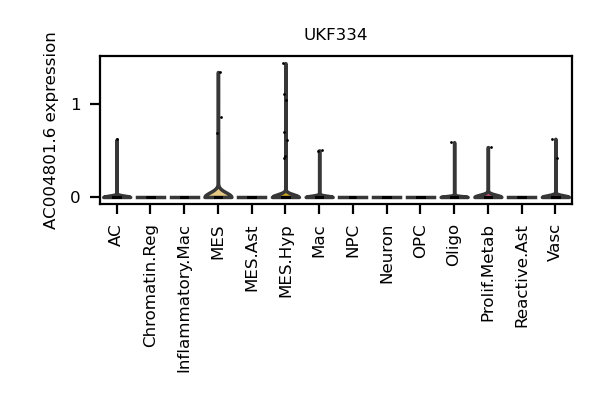 UKF334
AC004801.6 expression
1
0
AC
Chromatin.Reg
Inflammatory.Mac
MES
MES.Ast
MES.Hyp
Mac
NPC
Neuron
OPC
Oligo
Prolif.Metab
Reactive.Ast
Vasc